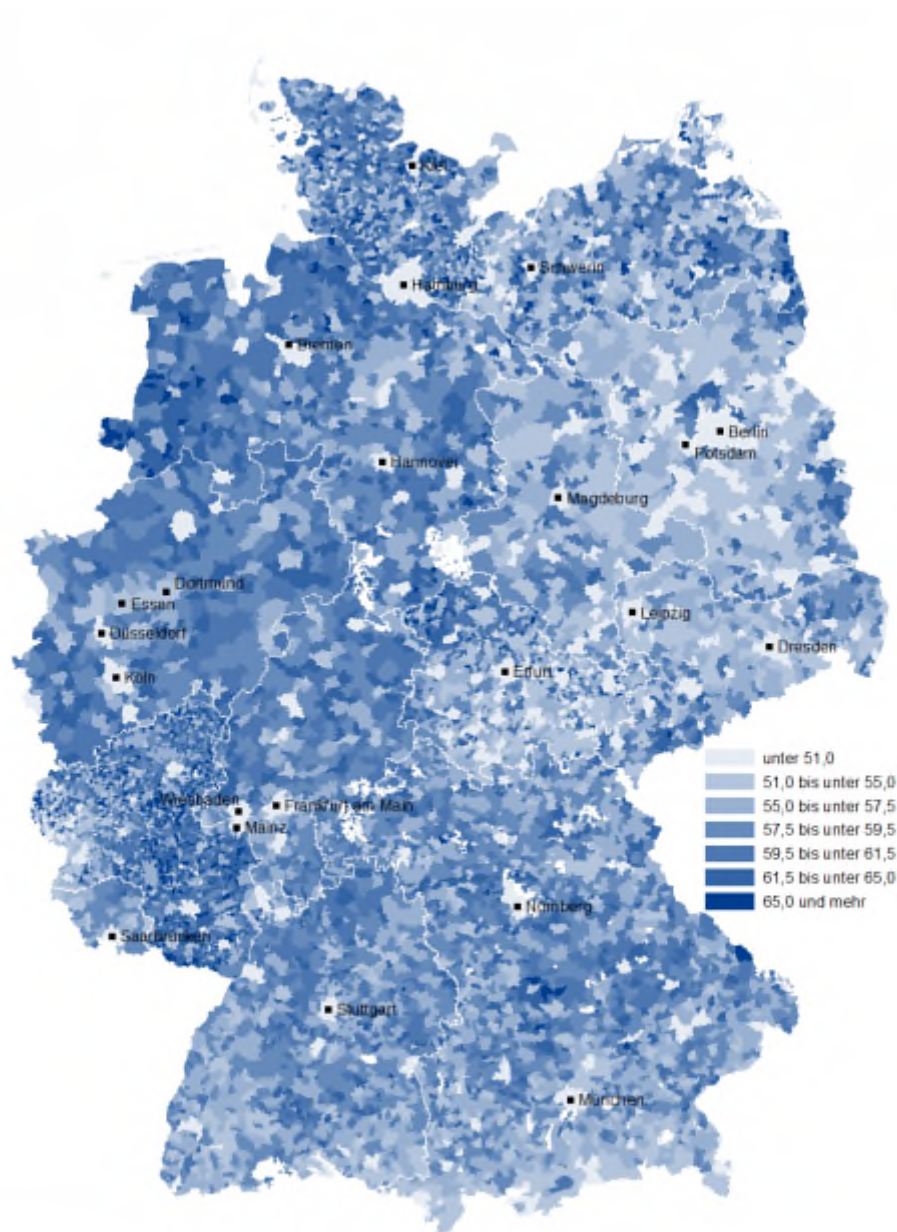 Kiel
Schwerin
Hamburg
Bremen
Berlin
Potsdam
Hannover
Magdeburg
Dortmund
Essen
Leipzig
Düsseldorf
Dresden
Erfurt
Köln
unter 51,0
51,0 bis unter 55,0
Wiesbaden
Frankfurt am Main
55,0 bis unter 57,5
Mainz
57,5 bis unter 59,5
59,5 bis unter 61,5
61,5 bis unter 65,0
65,0 und mehr
Nürnberg
Saarbrücken
Stuttgart
München